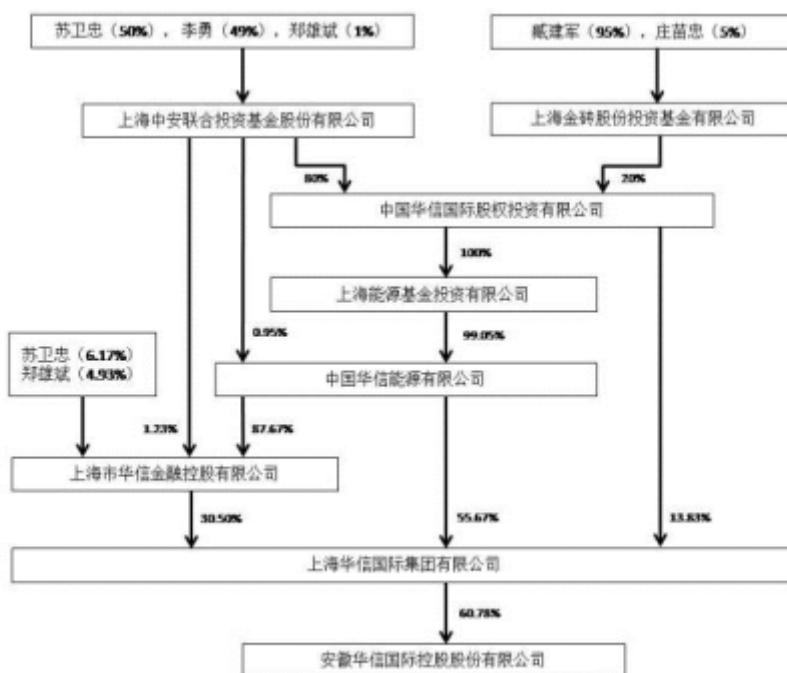 苏卫忠（50%），李勇（49%），郑雄斌（1%）
臧建军（95%），庄苗忠（5%）
上海中安联合投资基金股份有限公司
上海金砖股份投资基金有限公司
80%
20%
中国华信国际股权投资有限公司
100%
上海能源基金投资有限公司
0.95%
99.05%
苏卫忠（6.17%）
郑雄斌（4.93%）
中国华信能源有限公司
1.23%
87.67%
上海市华信金融控股有限公司
30.50%
55.67%
13.83%
上海华信国际集团有限公司
60.78%
安徽华信国际控股股份有限公司